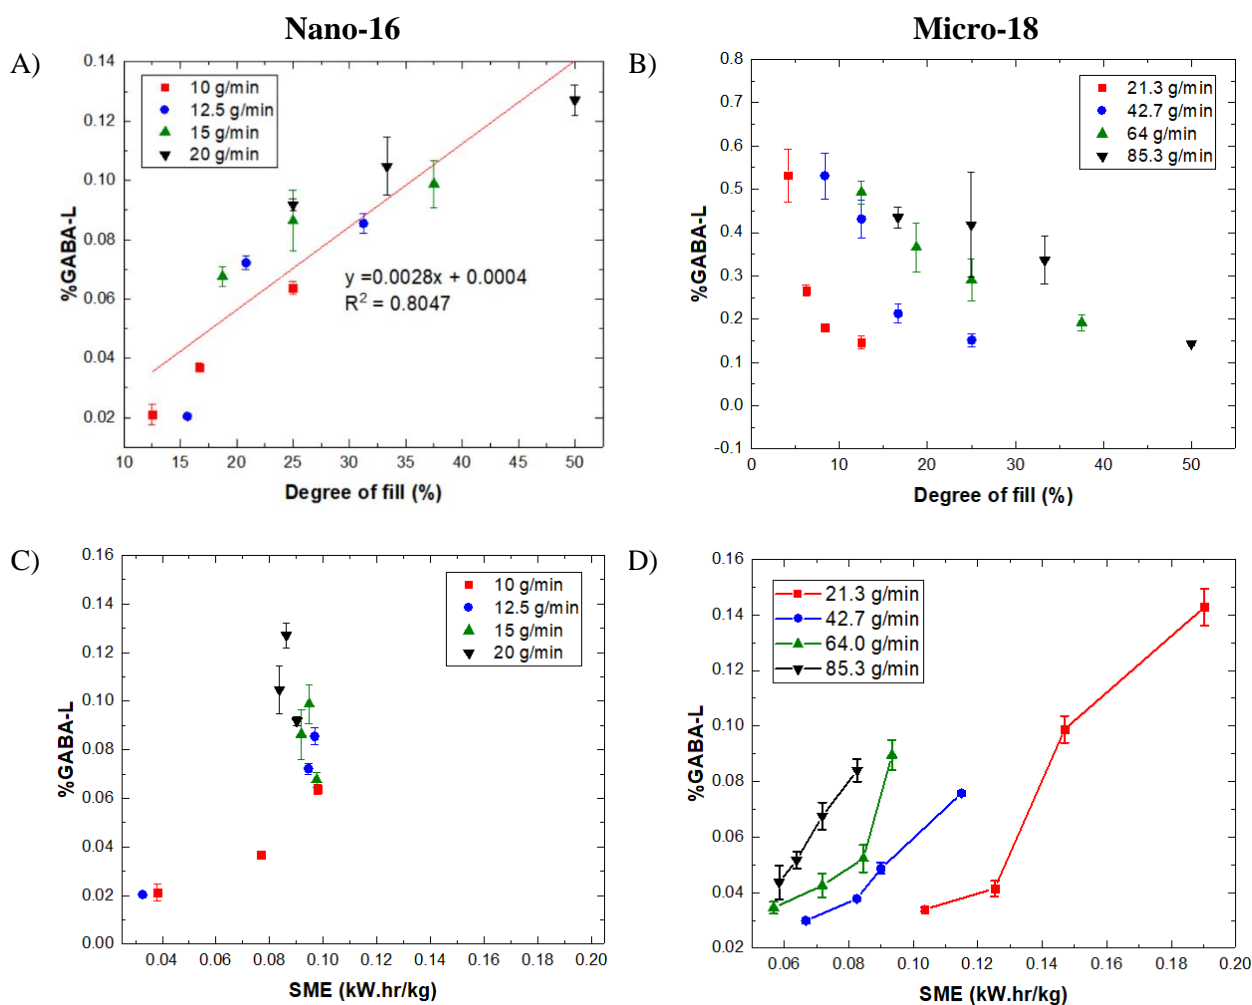 Nano-16
Micro-18
A)
0.14
0.12
0.10
0.08
0.06
0.04
0.02
%GABA-L
10 g/min
12.5 g/min
15 g/min
20 g/min
y =0.0028x + 0.0004
R² = 0.8047
10 15 20 25 30 35 40 45 50
Degree of fill (%)
B)
0.8
0.7
0.6
0.5
0.4
0.3
0.2
0.1
0.0
-0.1
%GABA-L
21.3 g/min
42.7 g/min
64 g/min
85.3 g/min
0 10 20 30 40 50
Degree of fill (%)
C)
0.16
0.14
0.12
0.10
0.08
0.06
0.04
0.02
0.00
%GABA-L
10 g/min
12.5 g/min
15 g/min
20 g/min
0.04 0.06 0.08 0.10 0.12 0.14 0.16 0.18 0.20
SME (kW.hr/kg)
D)
0.16
0.14
0.12
0.10
0.08
0.06
0.04
0.02
%GABA-L
21.3 g/min
42.7 g/min
64.0 g/min
85.3 g/min
0.06 0.08 0.10 0.12 0.14 0.16 0.18 0.20
SME (kW.hr/kg)